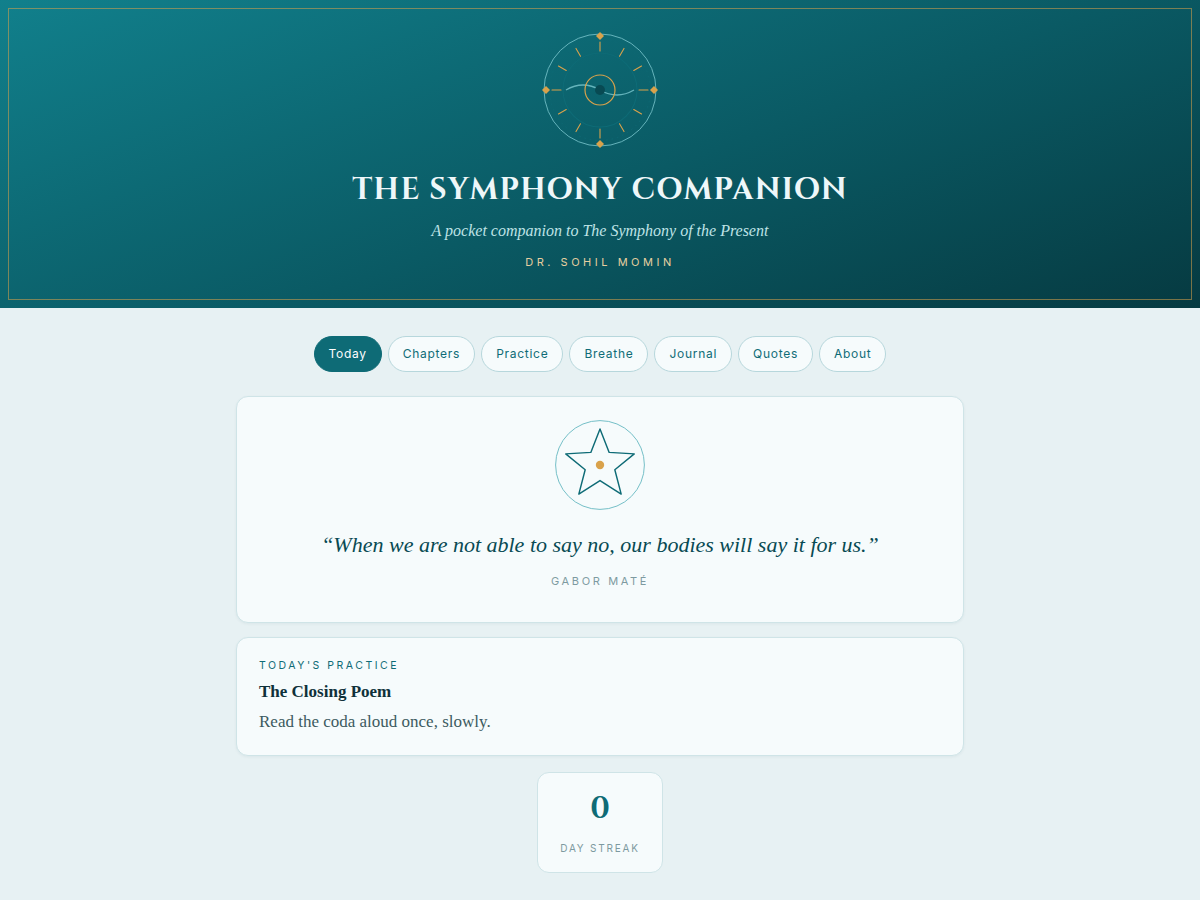 THE SYMPHONY COMPANION
A pocket companion to The Symphony of the Present
DR. SOHIL MOMIN
Today Chapters Practice Breathe Journal Quotes About
“When we are not able to say no, our bodies will say it for us.”
GABOR MATÉ
TODAY'S PRACTICE
The Closing Poem
Read the coda aloud once, slowly.
0
DAY STREAK